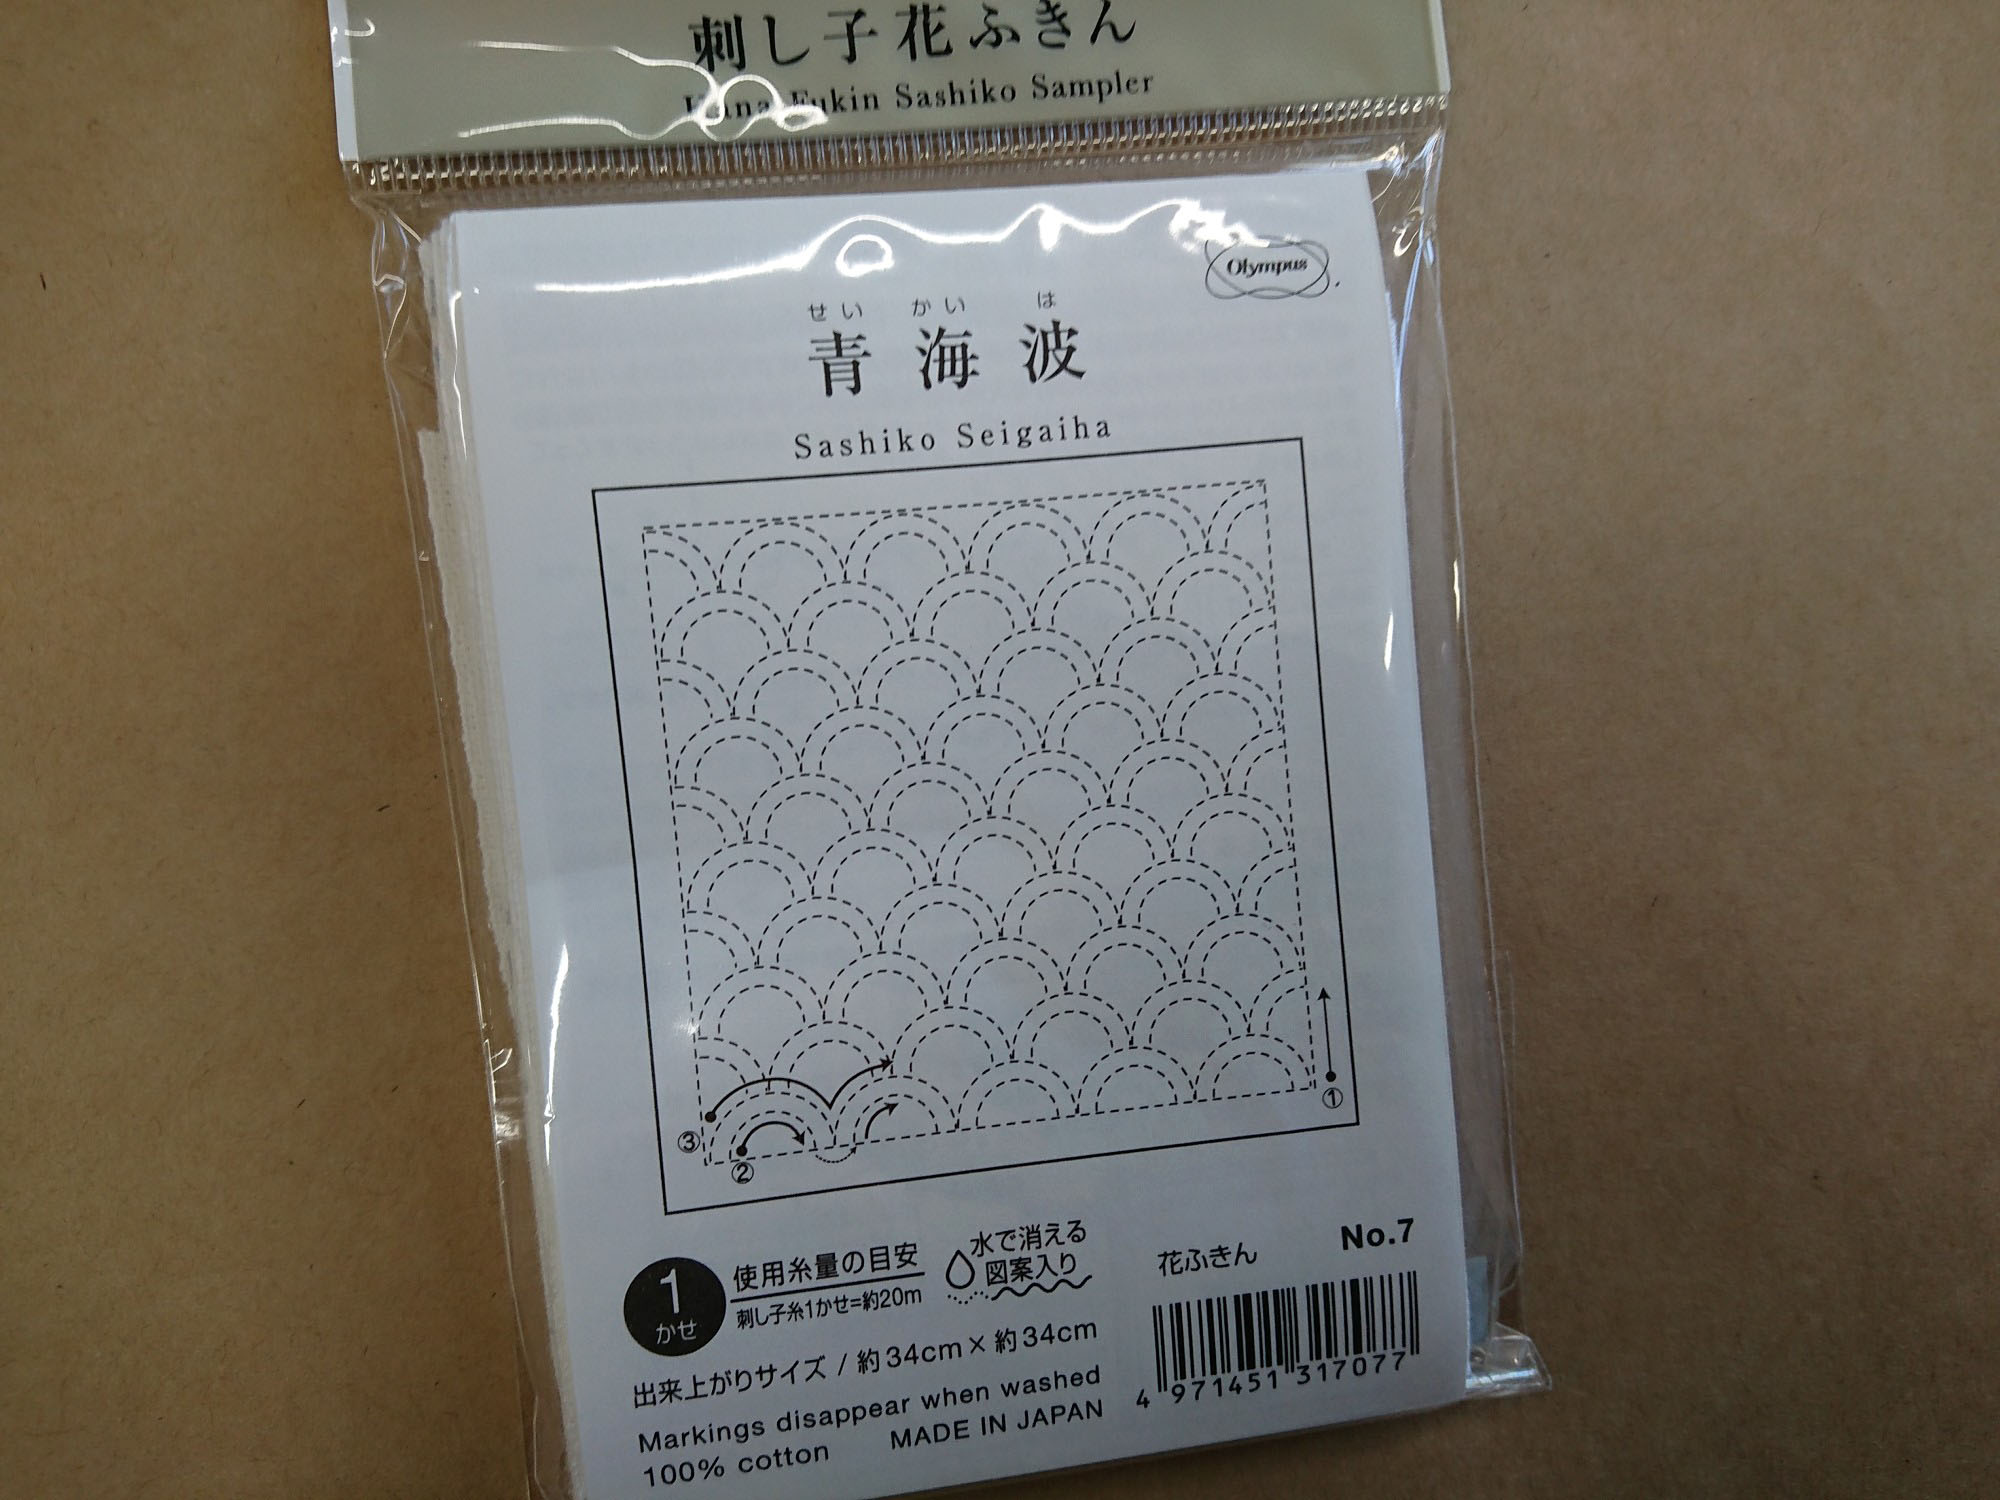 刺し子花ふきん
Hana-Fukin Sashiko Sampler
Olympus
せい かい は
青海波
Sashiko Seigaiha
③
②
①
1
かせ
使用糸量の目安
刺し子糸1かせ=約20m
水で消える
図案入り
花ふきん
No.7
出来上がりサイズ / 約34cm×約34cm
Markings disappear when washed
100% cotton
MADE IN JAPAN
4 971451 317077